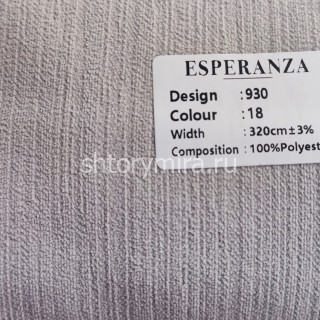 ESPERANZA
Design :930
Colour :18
Width :320cm±3%
Composition :100%Polyest
shtorymira.ru